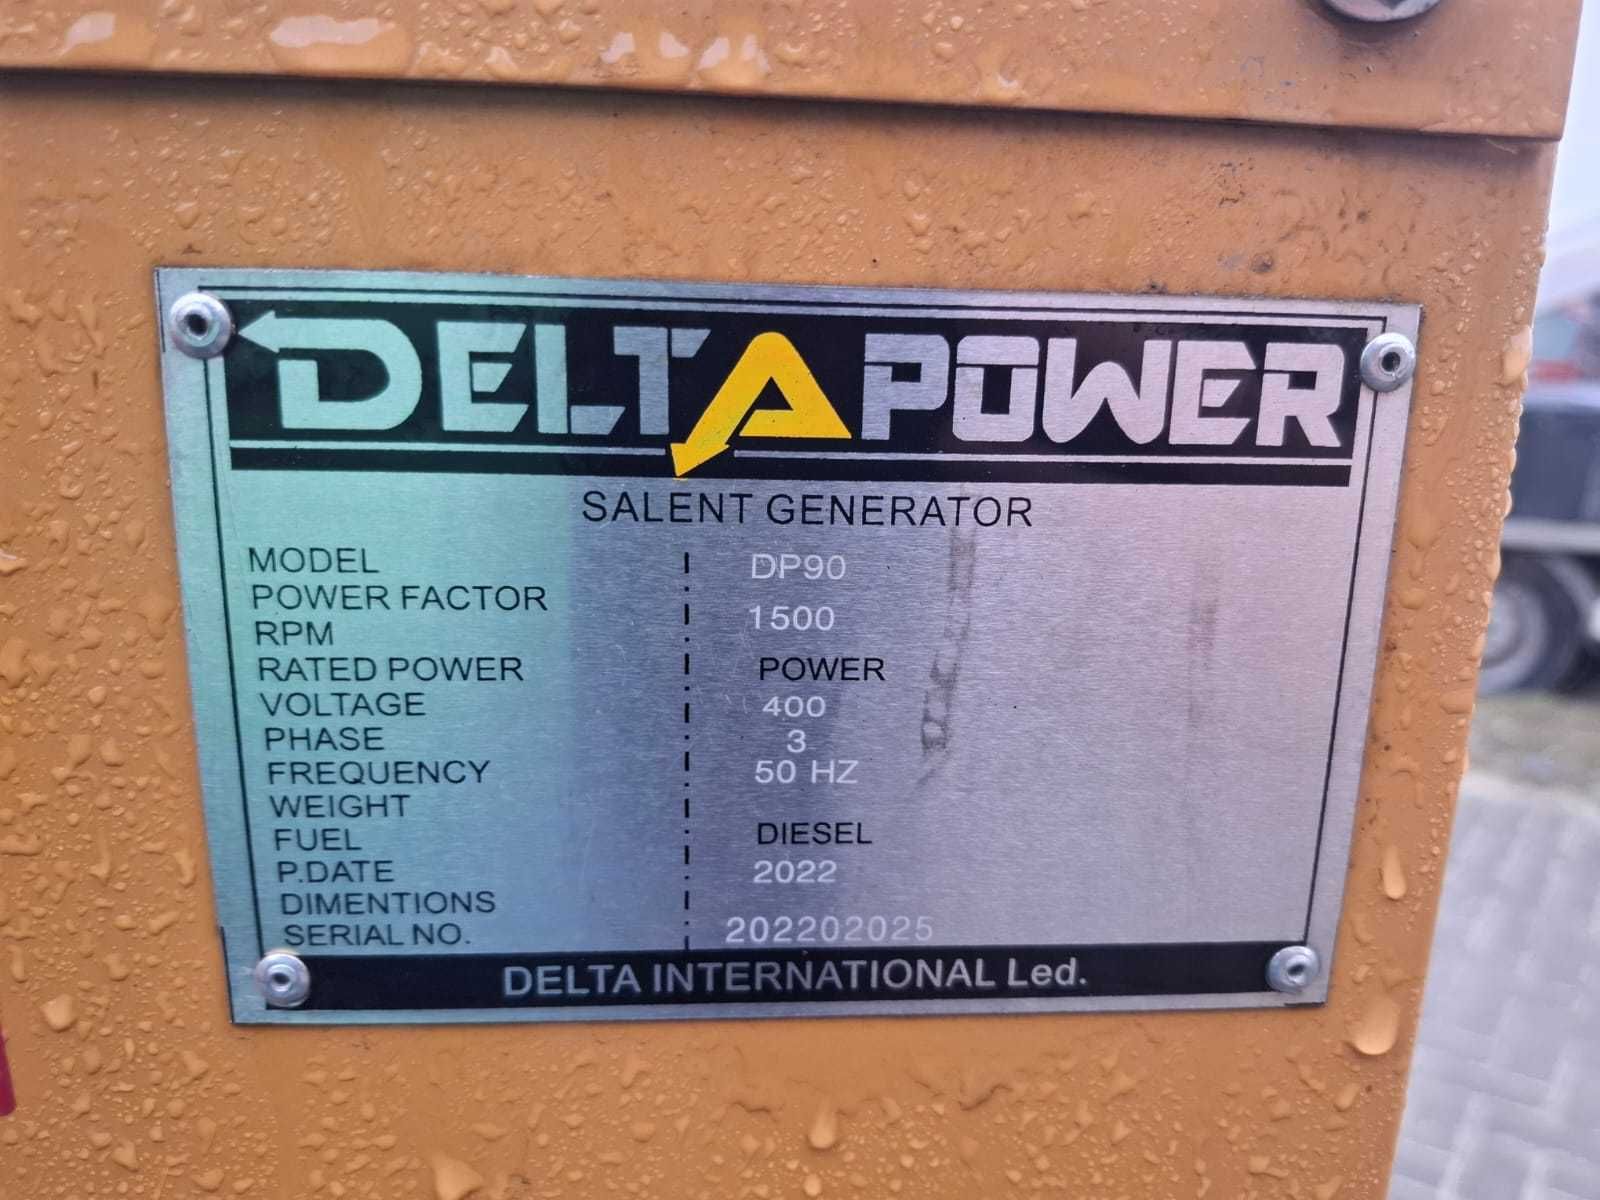 DELTAPOWER
SALENT GENERATOR
MODEL DP90
POWER FACTOR
RPM 1500
RATED POWER POWER
VOLTAGE 400
PHASE 3
FREQUENCY 50 HZ
WEIGHT
FUEL DIESEL
P.DATE 2022
DIMENTIONS
SERIAL NO. 202202025
DELTA INTERNATIONAL Led.